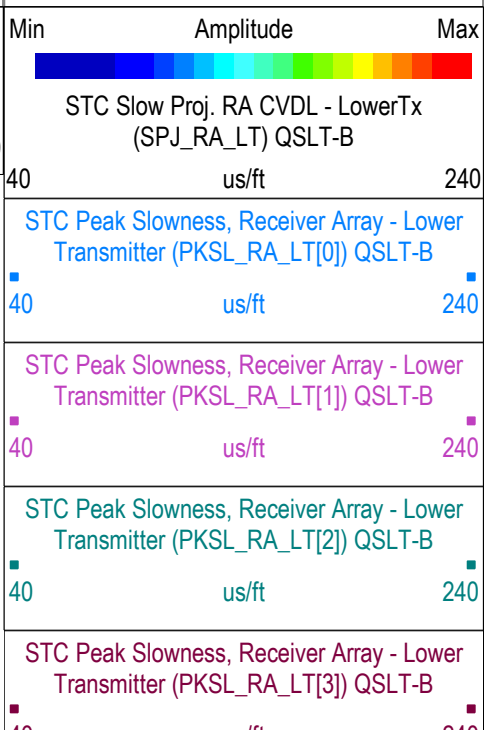 Min Amplitude Max
STC Slow Proj. RA CVDL - LowerTx
(SPJ_RA_LT) QSLT-B
40 us/ft 240
STC Peak Slowness, Receiver Array - Lower
Transmitter (PKSL_RA_LT[0]) QSLT-B
40 us/ft 240
STC Peak Slowness, Receiver Array - Lower
Transmitter (PKSL_RA_LT[1]) QSLT-B
40 us/ft 240
STC Peak Slowness, Receiver Array - Lower
Transmitter (PKSL_RA_LT[2]) QSLT-B
40 us/ft 240
STC Peak Slowness, Receiver Array - Lower
Transmitter (PKSL_RA_LT[3]) QSLT-B